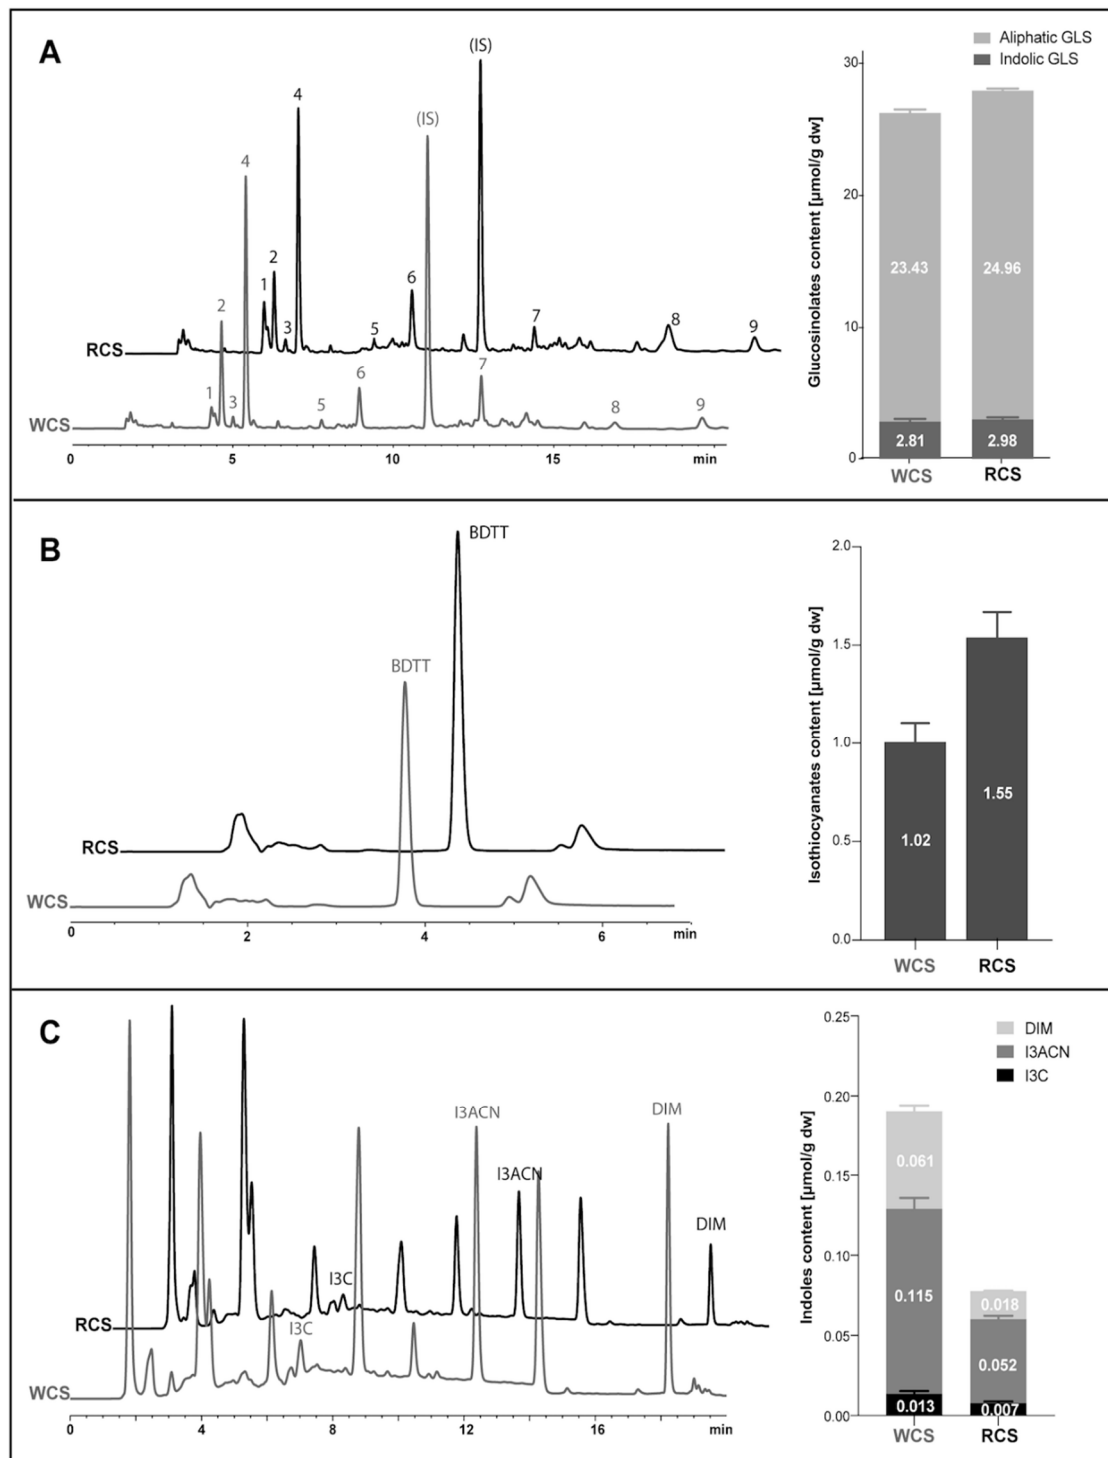 A
(IS)
4
(IS)
4
2
1
3
2
6
5
7
8
9
RCS
1
3
5
6
7
8
9
WCS
0
5
10
15
min
Aliphatic GLS
Indolic GLS
Glucosinolates content [µmol/g dw]
30
20
10
0
23.43
24.96
2.81
2.98
WCS
RCS
B
BDTT
BDTT
RCS
WCS
0
2
4
6
min
Isothiocyanates content [µmol/g dw]
2.0
1.5
1.0
0.5
0.0
1.02
1.55
WCS
RCS
C
I3ACN
DIM
I3ACN
DIM
I3C
RCS
I3C
WCS
0
4
8
12
16
min
DIM
I3ACN
I3C
Indoles content [µmol/g dw]
0.25
0.20
0.15
0.10
0.05
0.00
0.061
0.115
0.013
0.018
0.052
0.007
WCS
RCS